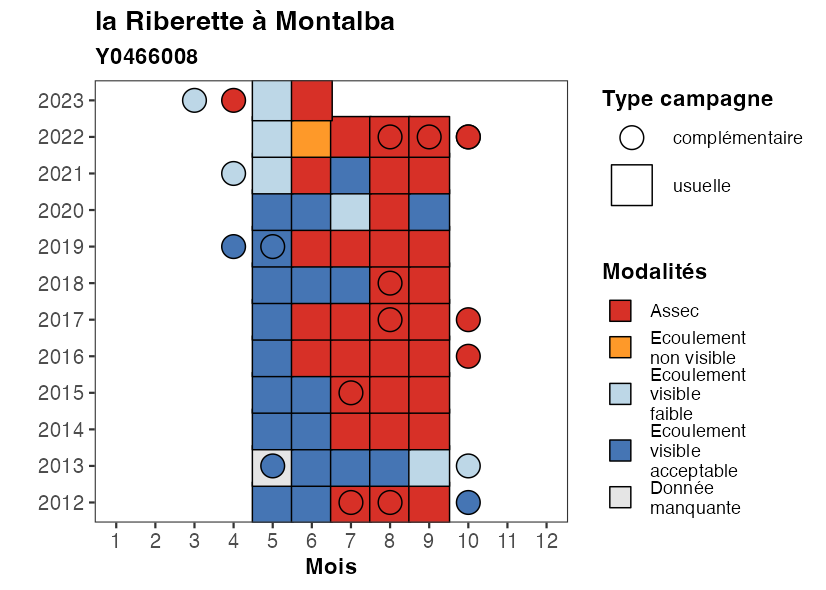 la Riberette à Montalba
Y0466008
2023
2022
2021
2020
2019
2018
2017
2016
2015
2014
2013
2012
1 2 3 4 5 6 7 8 9 10 11 12
Mois
Type campagne
complémentaire
usuelle
Modalités
Assec
Ecoulement
non visible
Ecoulement
visible
faible
Ecoulement
visible
acceptable
Donnée
manquante